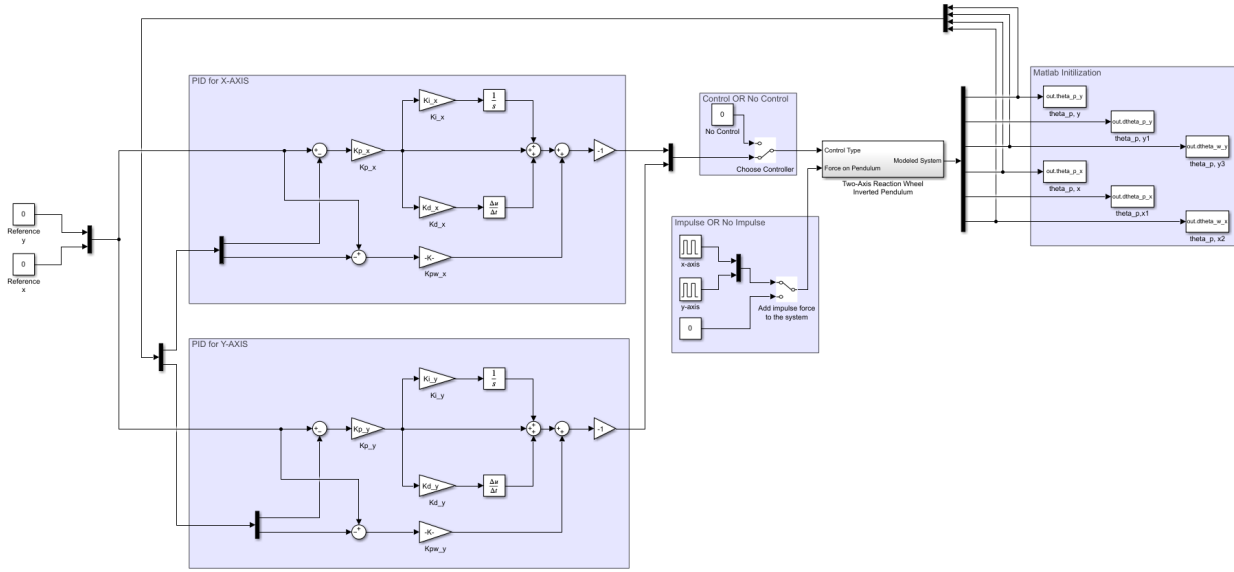 PID for X-AXIS
Ki_x
Ki_x
1
s
Kp_x
Kp_x
Kd_x
Kd_x
Δu
Δt
-K-
Kpw_x
-1
0
Reference
y
0
Reference
x
PID for Y-AXIS
Ki_y
Ki_y
1
s
Kp_y
Kp_y
Kd_y
Kd_y
Δu
Δt
-K-
Kpw_y
-1
Control OR No Control
0
No Control
Choose Controller
Impulse OR No Impulse
x-axis
y-axis
0
Add impulse force
to the system
Control Type
Modeled System
Force on Pendulum
Two-Axis Reaction Wheel
Inverted Pendulum
Matlab Initilization
out.theta_p_y
theta_p, y
out.dtheta_p_y
theta_p, y1
out.dtheta_w_y
theta_p, y3
out.theta_p_x
theta_p, x
out.dtheta_p_x
theta_p,x1
out.dtheta_w_x
theta_p, x2